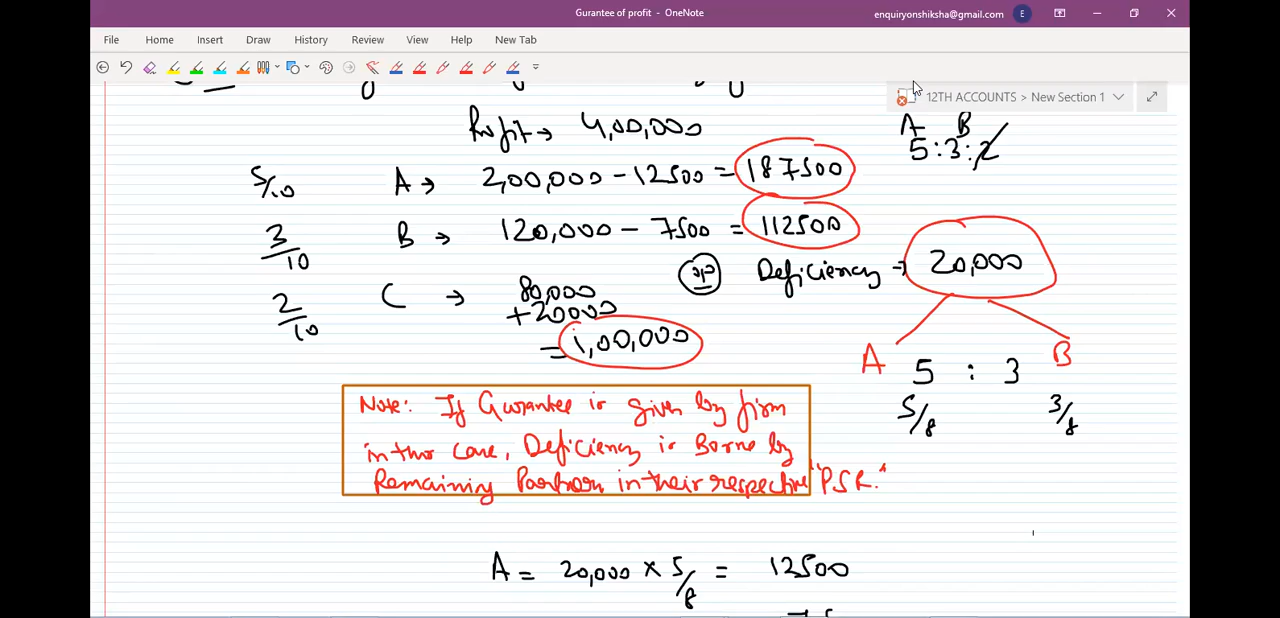 Gurantee of profit - OneNote
enquiryonshiksha@gmail.com E
File Home Insert Draw History Review View Help New Tab
12TH ACCOUNTS > New Section 1
Profit → 4,00,000
A B
5:3:2
5/10 A → 2,00,000 - 12500 = 187500
3/10 B → 120,000 - 7500 = 112500
Deficiency → 20,000
2/10 C → 80,000
+20000
= 1,00,000
A 5 : 3 B
5/8 3/8
Note: If Gurantee is given by firm
in this case, Deficiency is Borne by
Remaining Partners in their respective "PSR."
A = 20,000 × 5/8 = 12500